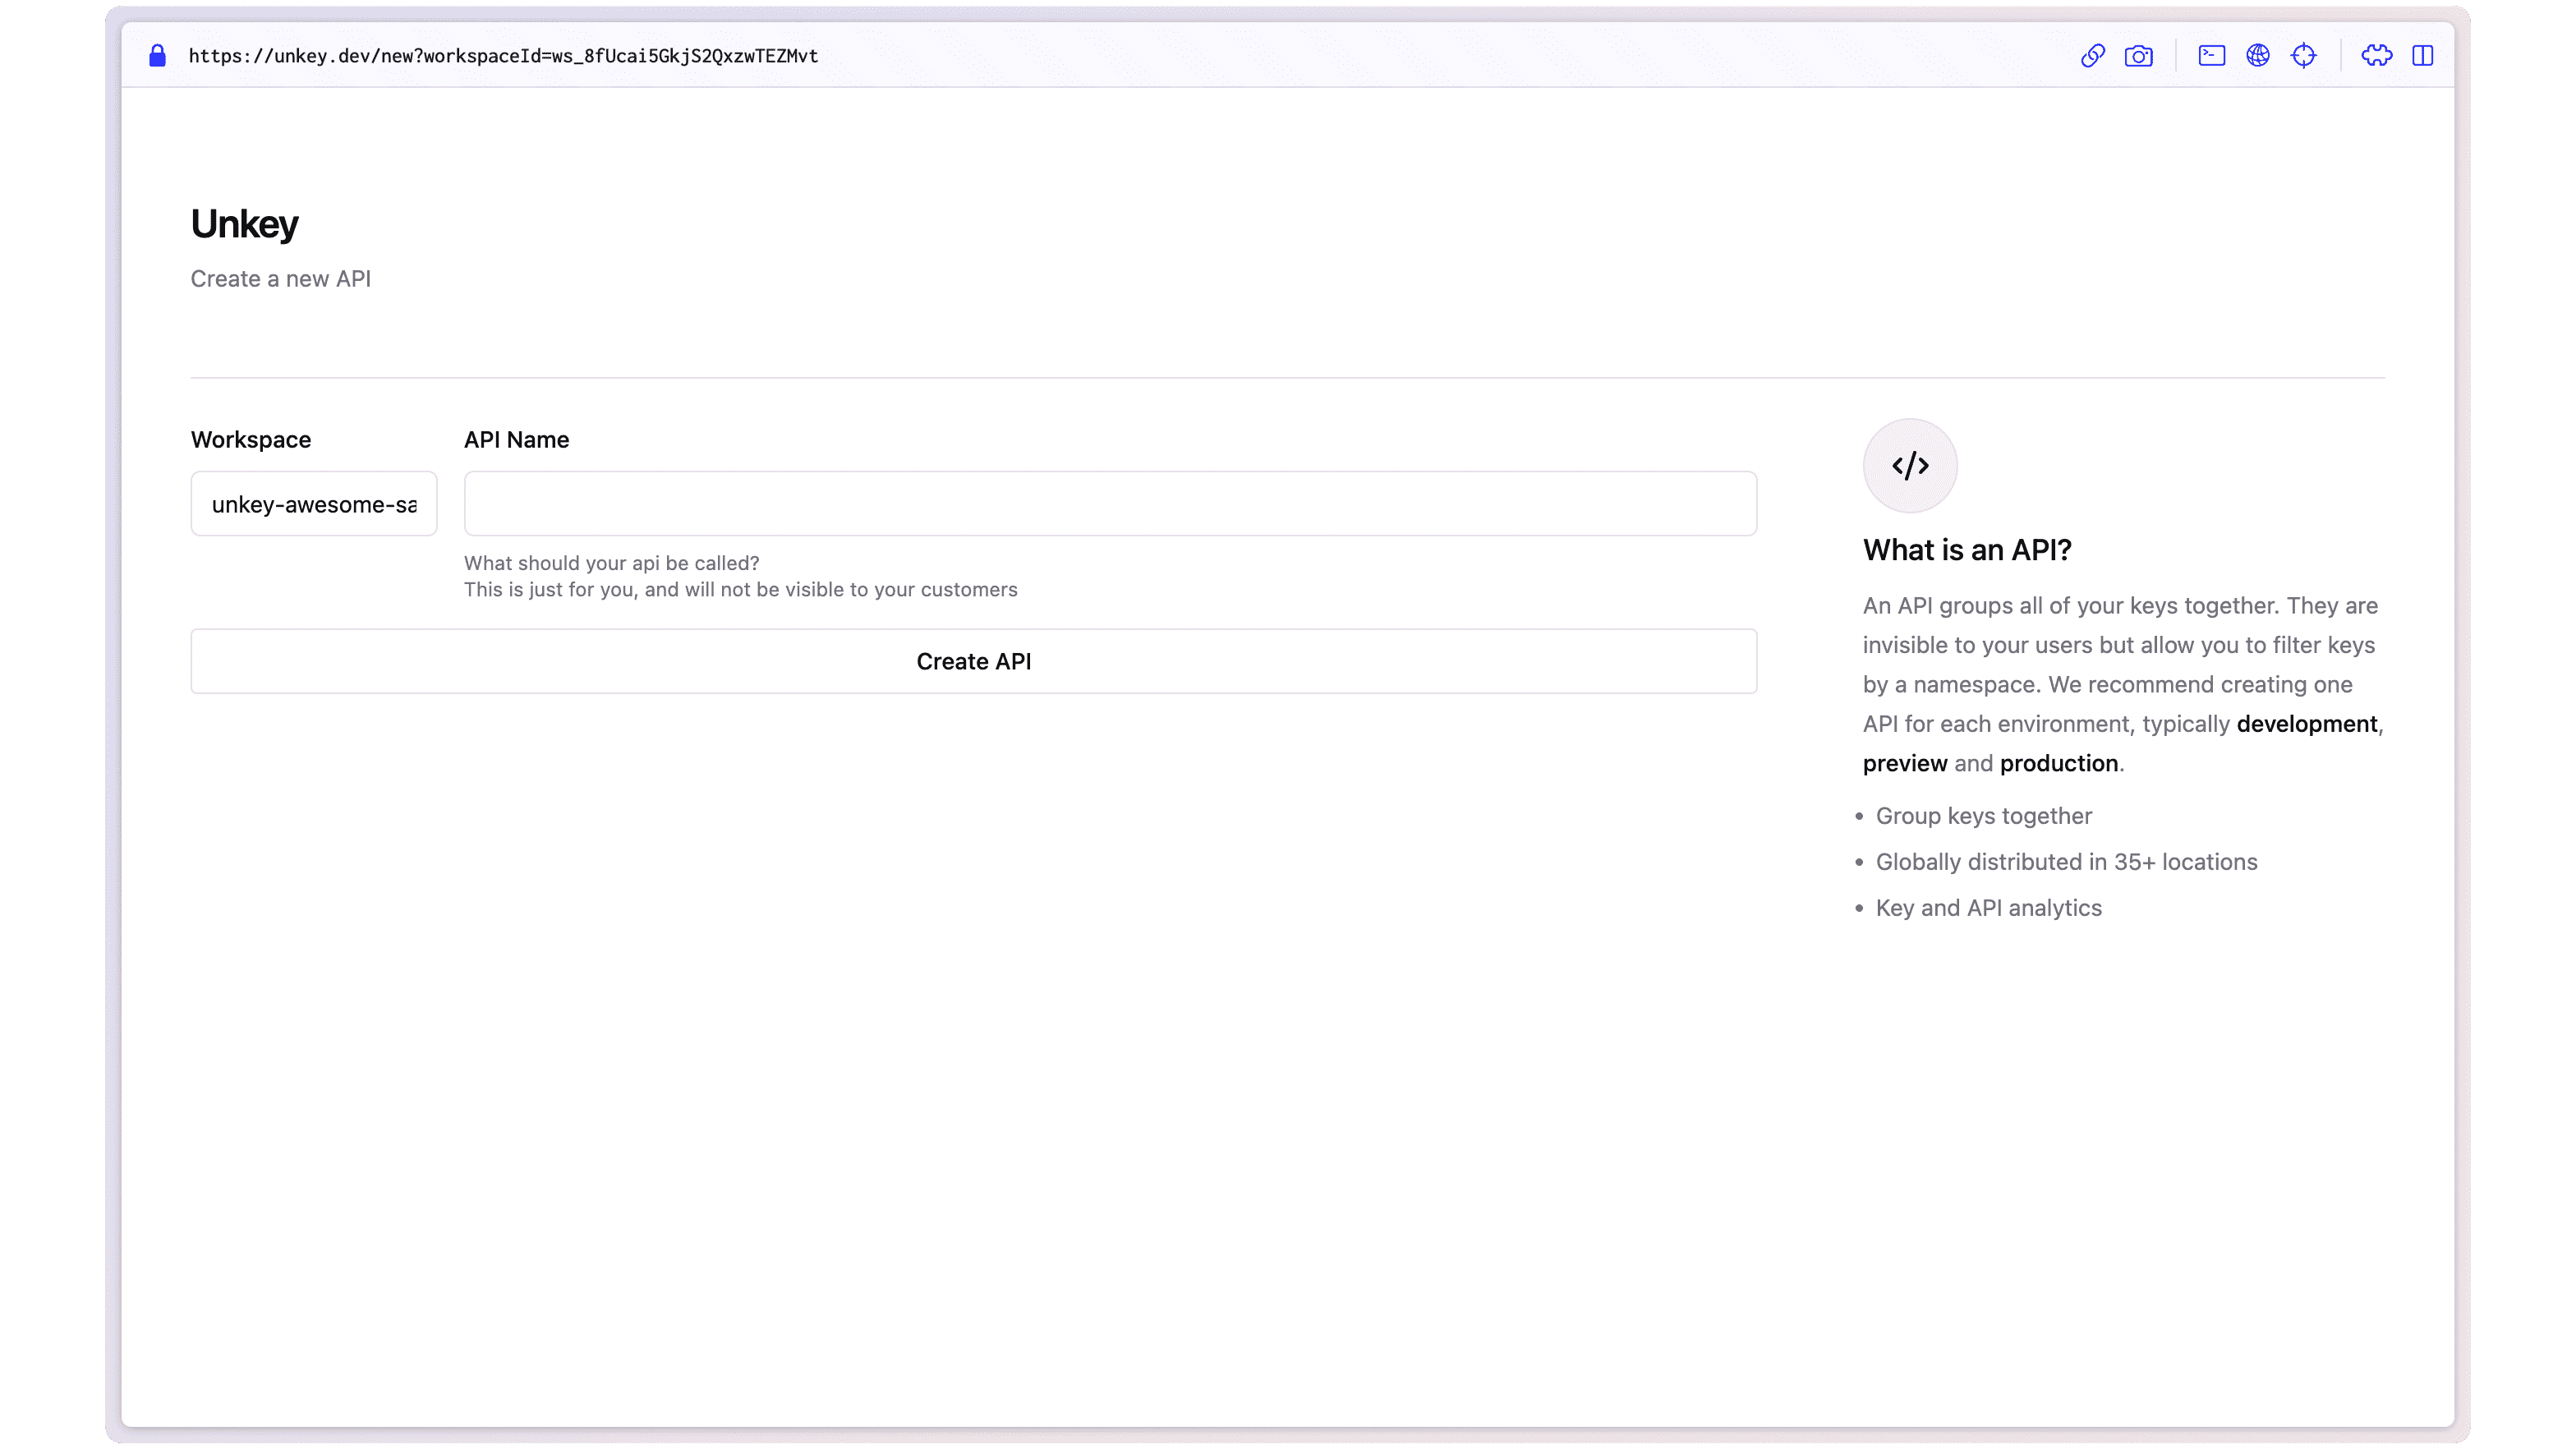 https://unkey.dev/new?workspaceId=ws_8fUcai5GkjS2QxzwTEZMvt
Unkey
Create a new API
Workspace
API Name
unkey-awesome-sa
What should your api be called?
This is just for you, and will not be visible to your customers
Create API
</>
What is an API?
An API groups all of your keys together. They are
invisible to your users but allow you to filter keys
by a namespace. We recommend creating one
API for each environment, typically development,
preview and production.
• Group keys together
• Globally distributed in 35+ locations
• Key and API analytics